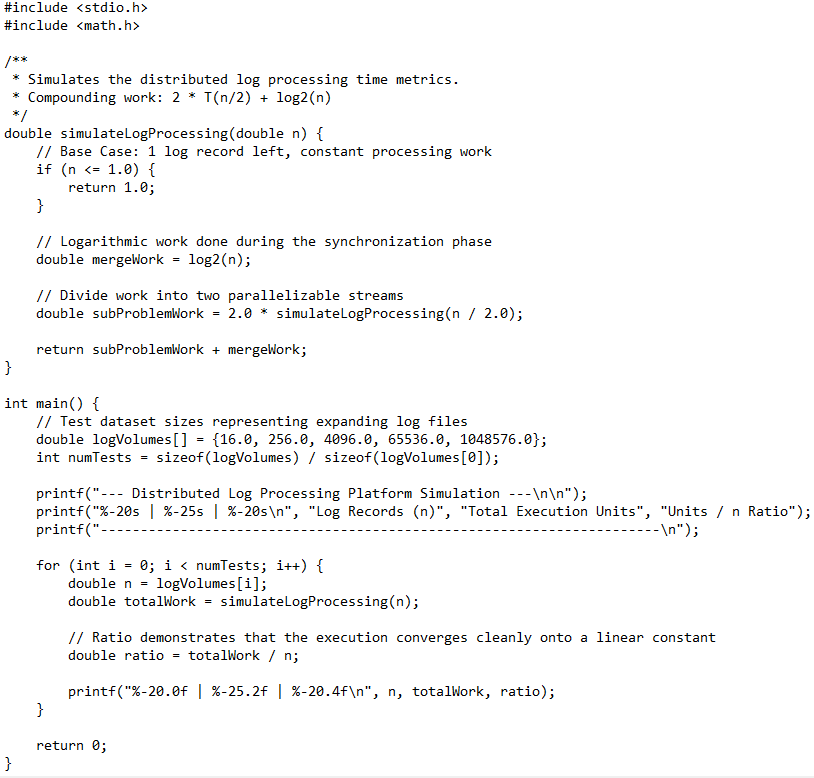 #include <stdio.h>
#include <math.h>

/**
 * Simulates the distributed log processing time metrics.
 * Compounding work: 2 * T(n/2) + log2(n)
 */
double simulateLogProcessing(double n) {
    // Base Case: 1 log record left, constant processing work
    if (n <= 1.0) {
        return 1.0;
    }

    // Logarithmic work done during the synchronization phase
    double mergeWork = log2(n);

    // Divide work into two parallelizable streams
    double subProblemWork = 2.0 * simulateLogProcessing(n / 2.0);

    return subProblemWork + mergeWork;
}

int main() {
    // Test dataset sizes representing expanding log files
    double logVolumes[] = {16.0, 256.0, 4096.0, 65536.0, 1048576.0};
    int numTests = sizeof(logVolumes) / sizeof(logVolumes[0]);

    printf("--- Distributed Log Processing Platform Simulation ---\n\n");
    printf("%-20s | %-25s | %-20s\n", "Log Records (n)", "Total Execution Units", "Units / n Ratio");
    printf("----------------------------------------------------------------------\n");

    for (int i = 0; i < numTests; i++) {
        double n = logVolumes[i];
        double totalWork = simulateLogProcessing(n);

        // Ratio demonstrates that the execution converges cleanly onto a linear constant
        double ratio = totalWork / n;

        printf("%-20.0f | %-25.2f | %-20.4f\n", n, totalWork, ratio);
    }

    return 0;
}